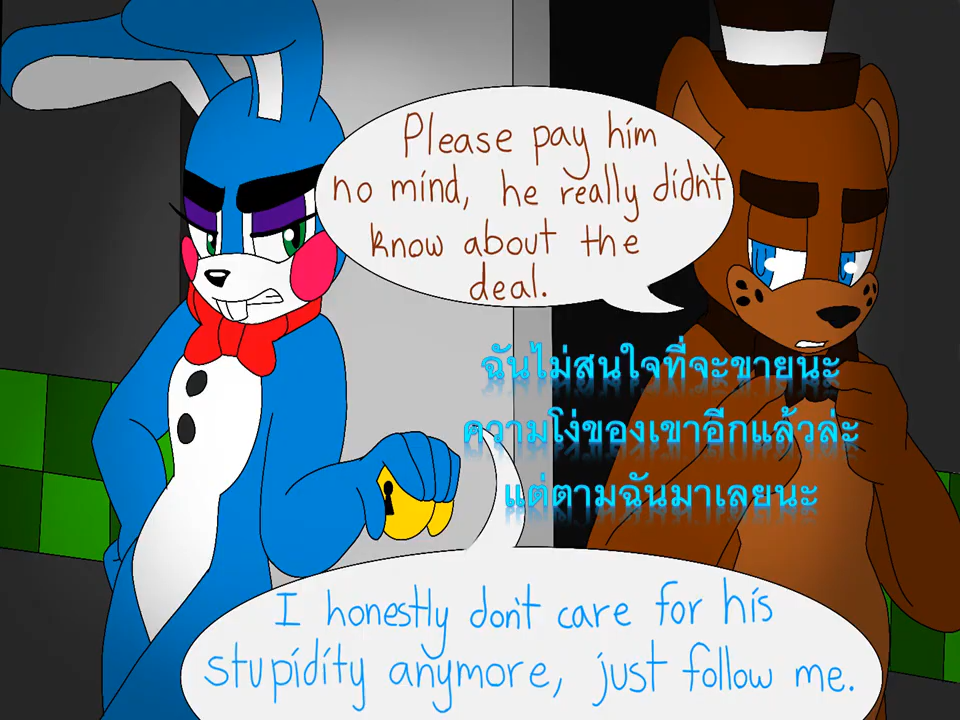 Please pay him
no mind, he really didn't
know about the
deal.
ฉันไม่สนใจที่จะขายนะ
ความโง่ของเขาอีกแล้วล่ะ
แต่ตามฉันมาเลยนะ
I honestly don't care for his
stupidity anymore, just follow me.